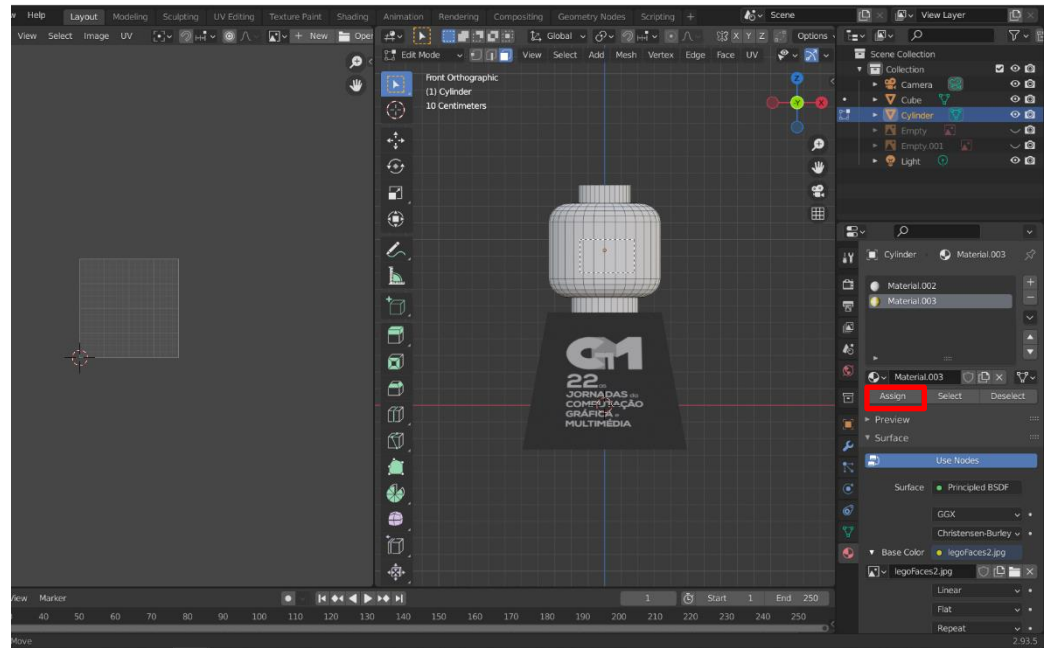 Help Layout Modeling Sculpting UV Editing Texture Paint Shading Animation Rendering Compositing Geometry Nodes Scripting + Scene View Layer
View Select Image UV + New Open Global X Y Z Options
Edit Mode View Select Add Mesh Vertex Edge Face UV
Front Orthographic
(1) Cylinder
10 Centimeters
Z
Y
X
Scene Collection
Collection
Camera
Cube
Cylinder
Empty
Empty.001
Light
Cylinder Material.003
Material.002
Material.003
Material.003
Assign Select Deselect
Preview
Surface
Use Nodes
Surface Principled BSDF
GGX
Christensen-Burley
Base Color legoFaces2.jpg
legoFaces2.jpg
Linear
Flat
Repeat
GM
22 as
JORNADAS da
COMPUTAÇÃO
GRÁFICA e
MULTIMÉDIA
View Marker 1 Start 1 End 250
40 50 60 70 80 90 100 110 120 130 140 150 160 170 180 190 200 210 220 230 240 250
Move
2.93.5